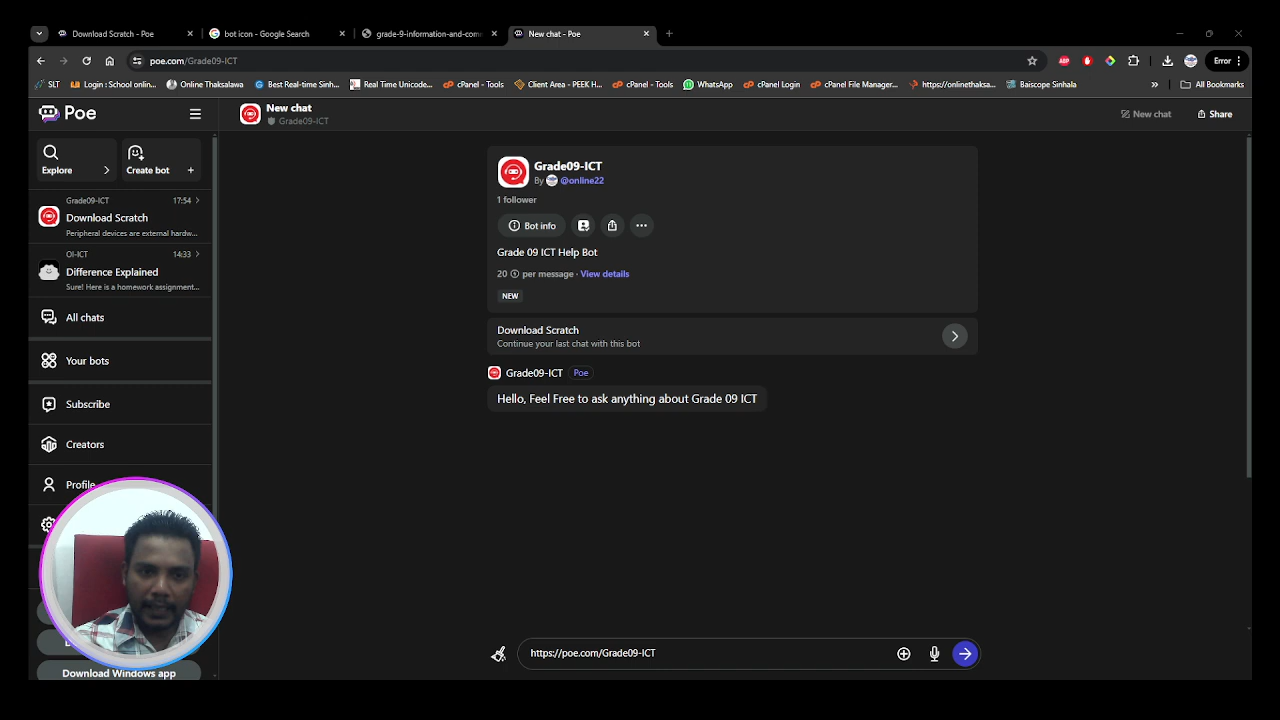 Download Scratch - Poe
bot icon - Google Search
grade-9-information-and-com
New chat - Poe
poe.com/Grade09-ICT
Error
SLT
Login : School onlin...
Online Thaksalawa
Best Real-time Sinh...
Real Time Unicode...
cPanel - Tools
Client Area - PEEK H...
cPanel - Tools
WhatsApp
cPanel Login
cPanel File Manager...
https://onlinethaksa...
Baiscope Sinhala
»
All Bookmarks
Poe
New chat
Grade09-ICT
New chat
Share
Explore
Create bot
Grade09-ICT 17:54
Download Scratch
Peripheral devices are external hardw...
OI-ICT 14:33
Difference Explained
Sure! Here is a homework assignment...
All chats
Your bots
Subscribe
Creators
Profile
Download Windows app
Grade09-ICT
By @online22
1 follower
Bot info
Grade 09 ICT Help Bot
20 per message · View details
NEW
Download Scratch
Continue your last chat with this bot
Grade09-ICT Poe
Hello, Feel Free to ask anything about Grade 09 ICT
https://poe.com/Grade09-ICT